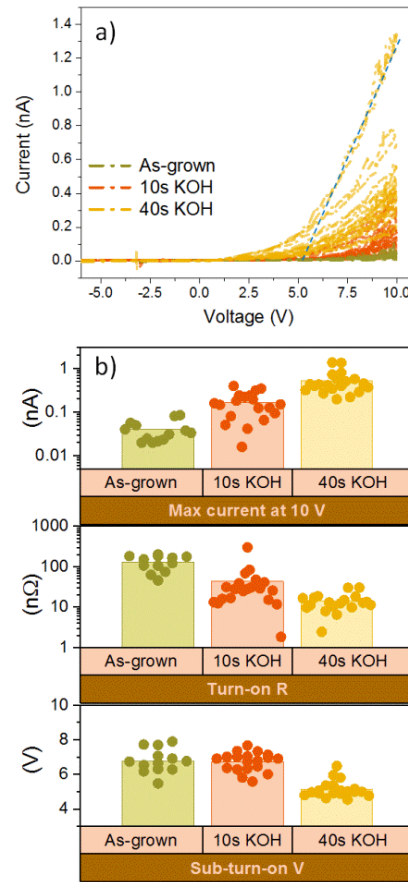 a)
Current (nA)
1.4
1.2
1.0
0.8
0.6
0.4
0.2
0.0
As-grown
10s KOH
40s KOH
-5.0 -2.5 0.0 2.5 5.0 7.5 10.0
Voltage (V)
b)
(nA)
1
0.1
0.01
As-grown 10s KOH 40s KOH
Max current at 10 V
(nΩ)
1000
100
10
1
As-grown 10s KOH 40s KOH
Turn-on R
(V)
10
8
6
4
As-grown 10s KOH 40s KOH
Sub-turn-on V